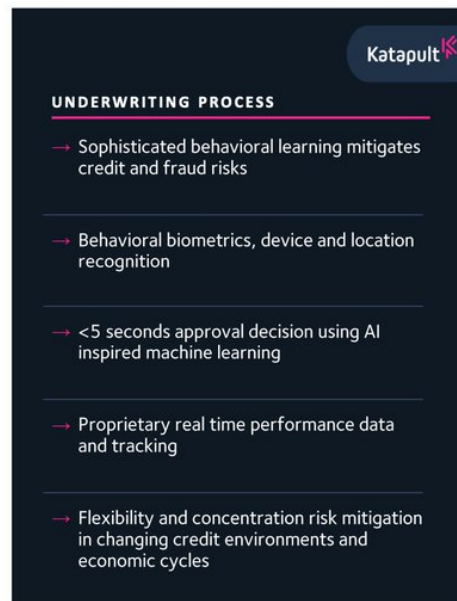 Katapult
UNDERWRITING PROCESS
→ Sophisticated behavioral learning mitigates
credit and fraud risks
→ Behavioral biometrics, device and location
recognition
→ <5 seconds approval decision using AI
inspired machine learning
→ Proprietary real time performance data
and tracking
→ Flexibility and concentration risk mitigation
in changing credit environments and
economic cycles